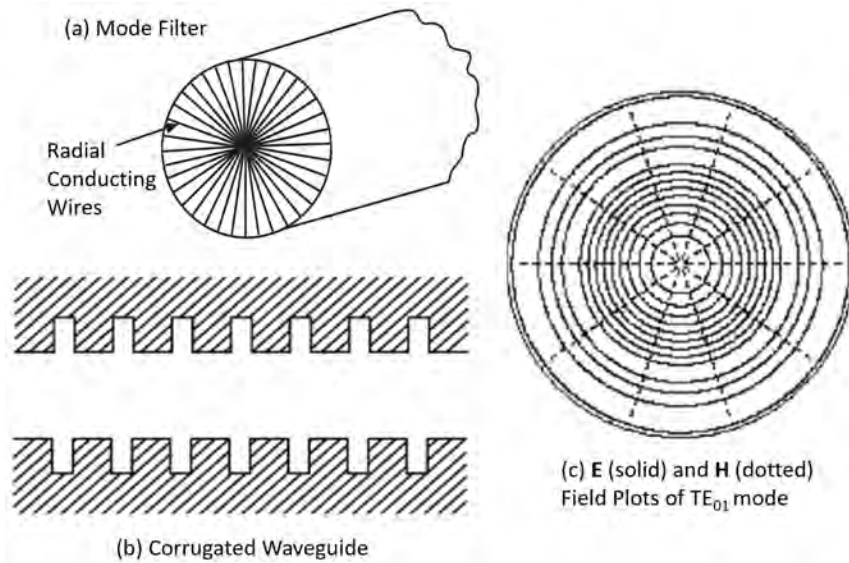 (a) Mode Filter
Radial
Conducting
Wires
(b) Corrugated Waveguide
(c) E (solid) and H (dotted)
Field Plots of TE₀₁ mode